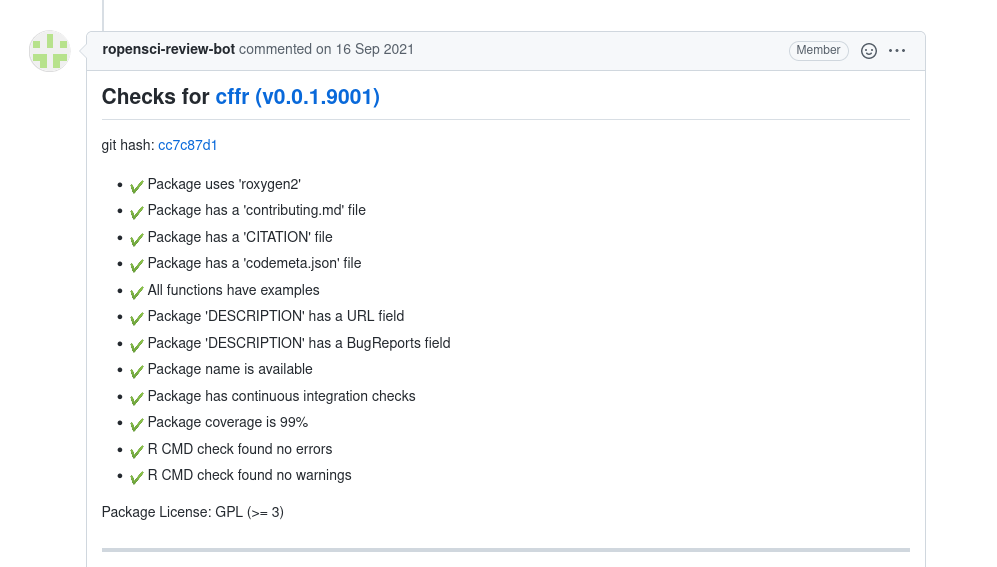 ropensci-review-bot commented on 16 Sep 2021 Member
Checks for cffr (v0.0.1.9001)
git hash: cc7c87d1
• ✔ Package uses 'roxygen2'
• ✔ Package has a 'contributing.md' file
• ✔ Package has a 'CITATION' file
• ✔ Package has a 'codemeta.json' file
• ✔ All functions have examples
• ✔ Package 'DESCRIPTION' has a URL field
• ✔ Package 'DESCRIPTION' has a BugReports field
• ✔ Package name is available
• ✔ Package has continuous integration checks
• ✔ Package coverage is 99%
• ✔ R CMD check found no errors
• ✔ R CMD check found no warnings
Package License: GPL (>= 3)